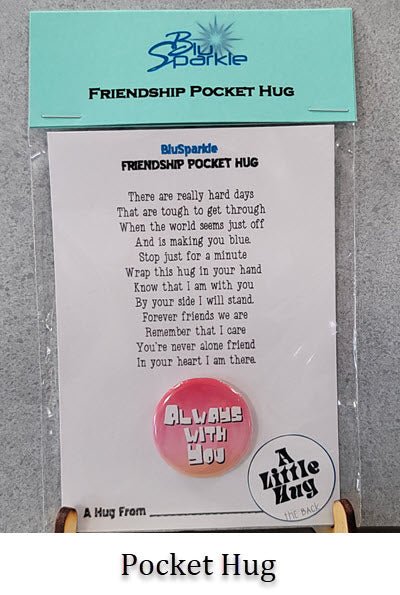 Blu
Sparkle
Friendship Pocket Hug
BluSparkle
FRIENDSHIP POCKET HUG
There are really hard days
That are tough to get through
When the world seems just off
And is making you blue.
Stop just for a minute
Wrap this hug in your hand
Know that I am with you
By your side I will stand.
Forever friends we are
Remember that I care
You're never alone friend
In your heart I am there.
Always
with
You
A
Little
Hug
THE BACK
A Hug From
Pocket Hug